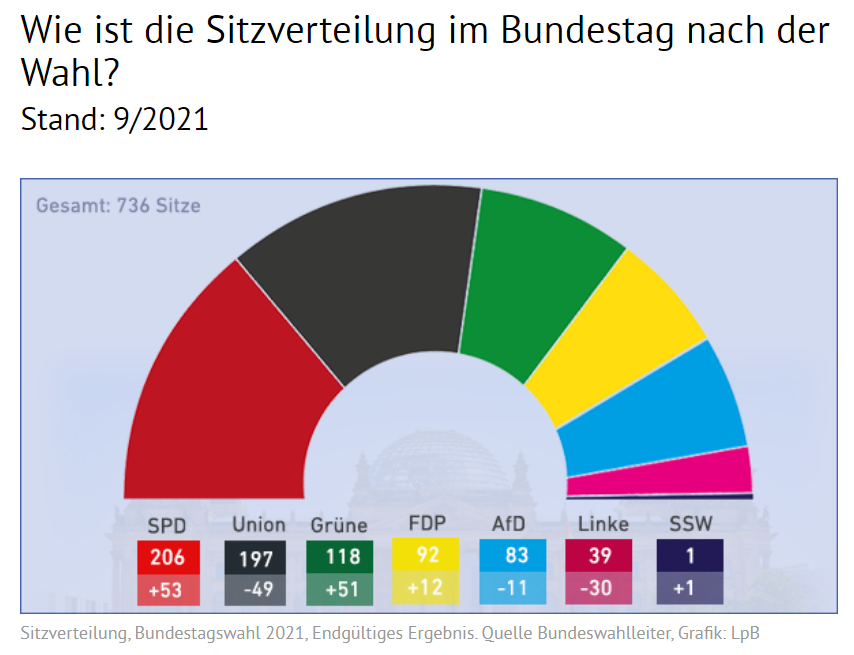 Wie ist die Sitzverteilung im Bundestag nach der
Wahl?
Stand: 9/2021
Gesamt: 736 Sitze
SPD Union Grüne FDP AfD Linke SSW
206 197 118 92 83 39 1
+53 -49 +51 +12 -11 -30 +1
Sitzverteilung, Bundestagswahl 2021, Endgültiges Ergebnis. Quelle Bundeswahlleiter, Grafik: LpB